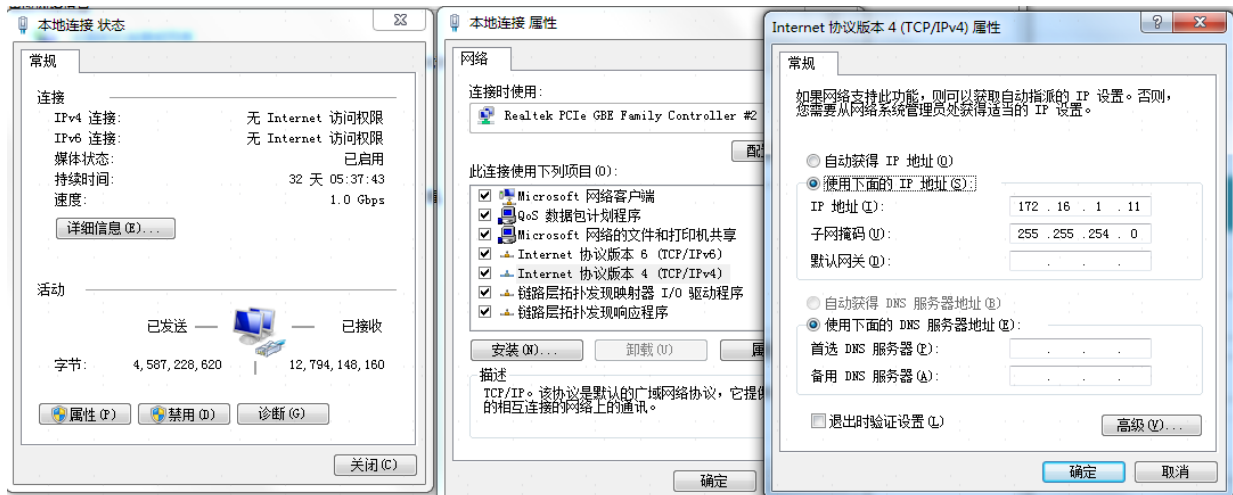 本地连接 状态
常规
连接
IPv4 连接: 无 Internet 访问权限
IPv6 连接: 无 Internet 访问权限
媒体状态: 已启用
持续时间: 32 天 05:37:43
速度: 1.0 Gbps
详细信息(E)...
活动
已发送 — — 已接收
字节: 4,587,228,620 | 12,794,148,160
属性(P) 禁用(D) 诊断(G)
关闭(C)
本地连接 属性
网络
连接时使用:
Realtek PCIe GBE Family Controller #2
此连接使用下列项目(O):
Microsoft 网络客户端
QoS 数据包计划程序
Microsoft 网络的文件和打印机共享
Internet 协议版本 6 (TCP/IPv6)
Internet 协议版本 4 (TCP/IPv4)
链路层拓扑发现映射器 I/O 驱动程序
链路层拓扑发现响应程序
安装(N)... 卸载(U)
描述
TCP/IP。该协议是默认的广域网络协议，它提
的相互连接的网络上的通讯。
确定
Internet 协议版本 4 (TCP/IPv4) 属性
常规
如果网络支持此功能，则可以获取自动指派的 IP 设置。否则，
您需要从网络系统管理员处获得适当的 IP 设置。
自动获得 IP 地址(O)
使用下面的 IP 地址(S):
IP 地址(I): 172 . 16 . 1 . 11
子网掩码(U): 255 .255 .254 . 0
默认网关(D): . . .
自动获得 DNS 服务器地址(B)
使用下面的 DNS 服务器地址(E):
首选 DNS 服务器(P): . . .
备用 DNS 服务器(A): . . .
退出时验证设置(L)
高级(V)...
确定 取消